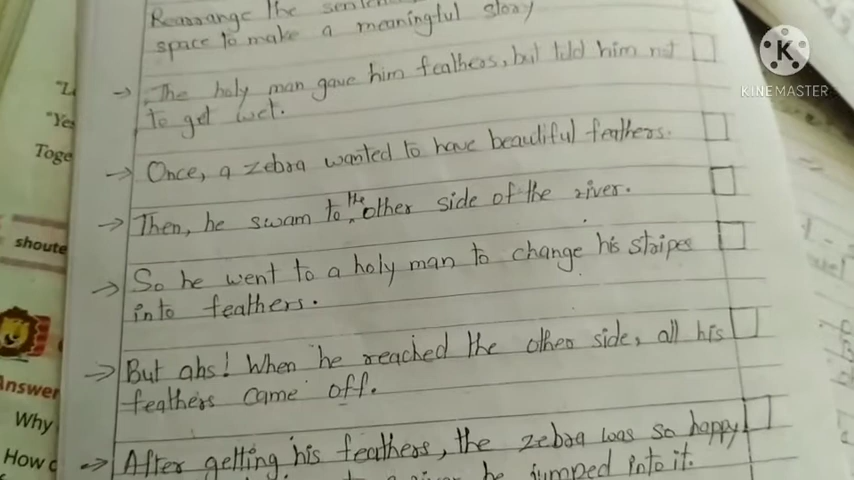 Rearrange the
space to make a meaningful story
→ The holy man gave him feathers, but told him not
to get wet.
→ Once, a zebra wanted to have beautiful feathers.
→ Then, he swam to the other side of the river.
→ So he went to a holy man to change his stripes
into feathers.
→ But ahs! When he reached the other side, all his
feathers came off.
→ After getting his feathers, the zebra was so happy
he jumped into it.
K
KINEMASTER
"Yes
Toge
shoute
Answer
Why
How